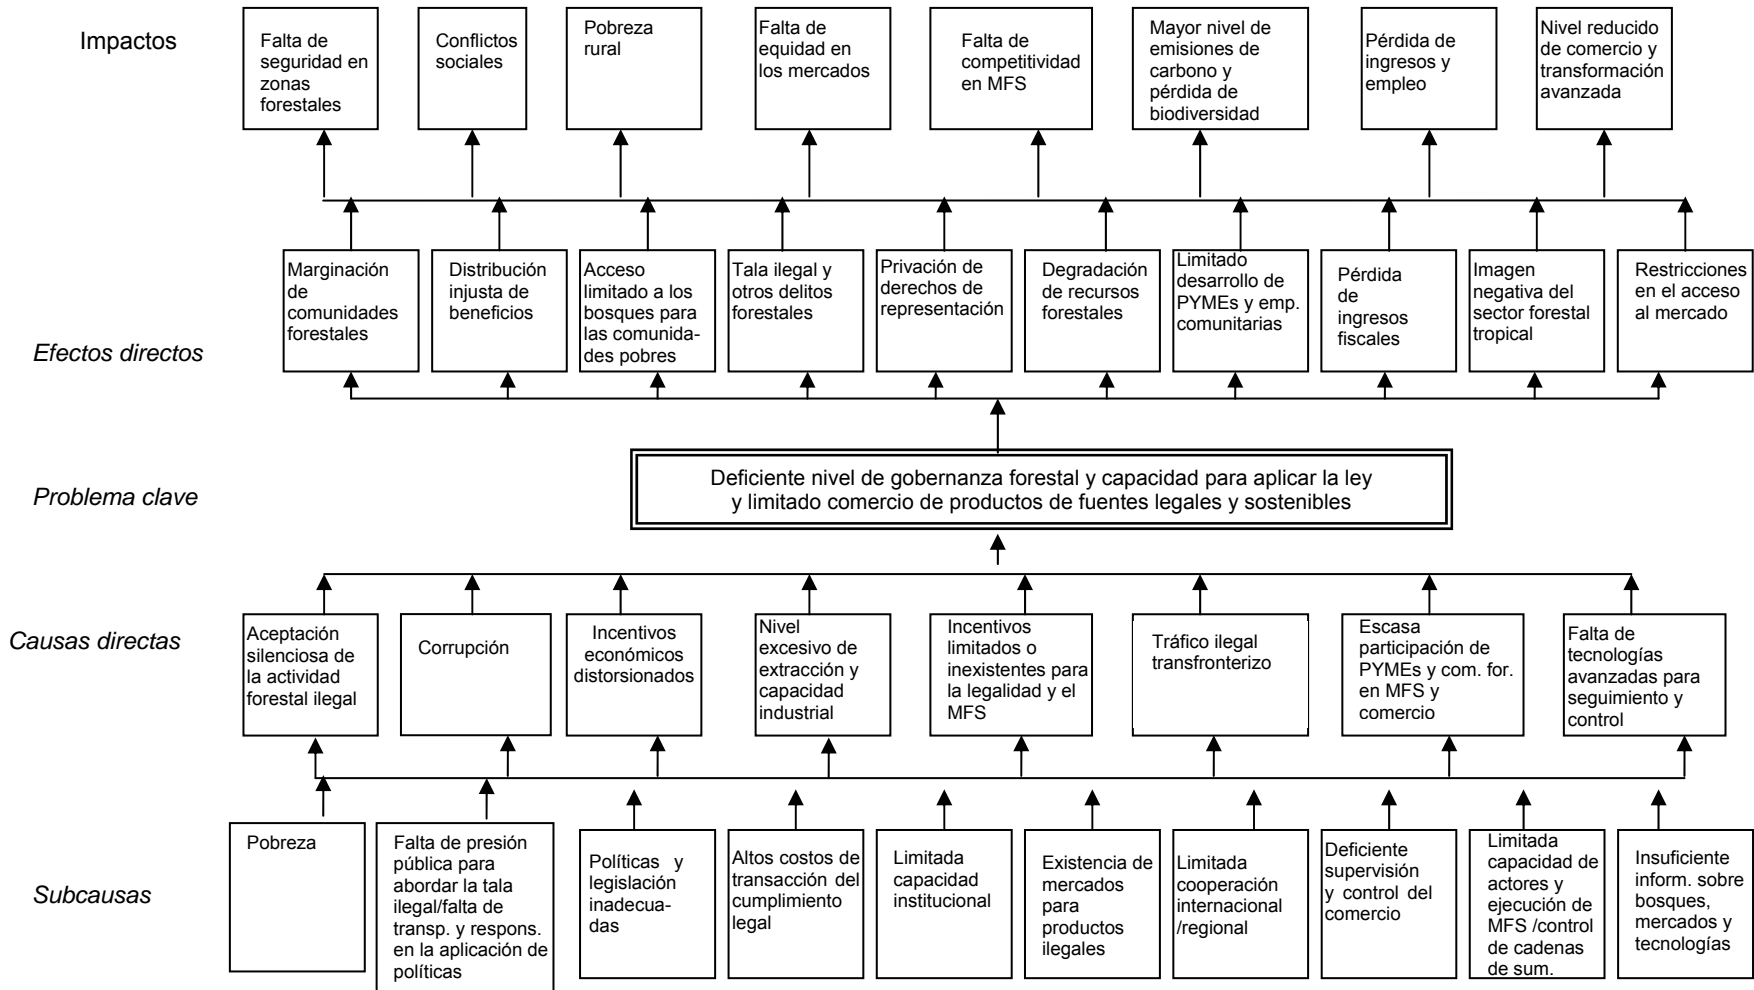 Impactos
Falta de
seguridad en
zonas
forestales
Conflictos
sociales
Pobreza
rural
Falta de
equidad en
los mercados
Falta de
competitividad
en MFS
Mayor nivel de
emisiones de
carbono y
pérdida de
biodiversidad
Pérdida de
ingresos y
empleo
Nivel reducido
de comercio y
transformación
avanzada
Efectos directos
Marginación
de
comunidades
forestales
Distribución
injusta de
beneficios
Acceso
limitado a los
bosques para
las comunida-
des pobres
Tala ilegal y
otros delitos
forestales
Privación de
derechos de
representación
Degradación
de recursos
forestales
Limitado
desarrollo de
PYMEs y emp.
comunitarias
Pérdida
de
ingresos
fiscales
Imagen
negativa del
sector forestal
tropical
Restricciones
en el acceso
al mercado
Problema clave
Deficiente nivel de gobernanza forestal y capacidad para aplicar la ley
y limitado comercio de productos de fuentes legales y sostenibles
Causas directas
Aceptación
silenciosa de
la actividad
forestal ilegal
Corrupción
Incentivos
económicos
distorsionados
Nivel
excesivo de
extracción y
capacidad
industrial
Incentivos
limitados o
inexistentes para
la legalidad y el
MFS
Tráfico ilegal
transfronterizo
Escasa
participación de
PYMEs y com. for.
en MFS y
comercio
Falta de
tecnologías
avanzadas para
seguimiento y
control
Subcausas
Pobreza
Falta de presión
pública para
abordar la tala
ilegal/falta de
transp. y respons.
en la aplicación de
políticas
Políticas y
legislación
inadecua-
das
Altos costos de
transacción del
cumplimiento
legal
Limitada
capacidad
institucional
Existencia de
mercados
para
productos
ilegales
Limitada
cooperación
internacional
/regional
Deficiente
supervisión
y control del
comercio
Limitada
capacidad de
actores y
ejecución de
MFS /control
de cadenas
de sum.
Insuficiente
inform. sobre
bosques,
mercados y
tecnologías